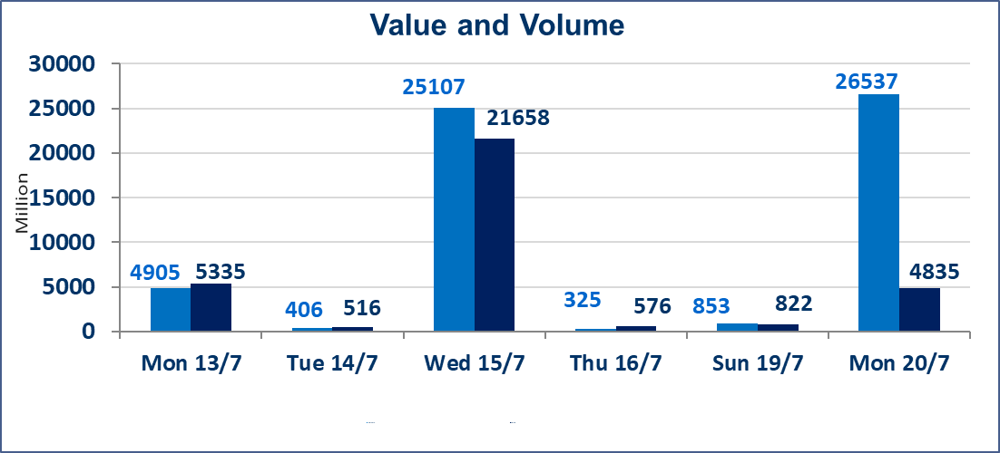 Value and Volume
30000
25000
20000
15000
10000
5000
0
Million
4905
5335
406
516
25107
21658
325
576
853
822
26537
4835
Mon 13/7
Tue 14/7
Wed 15/7
Thu 16/7
Sun 19/7
Mon 20/7